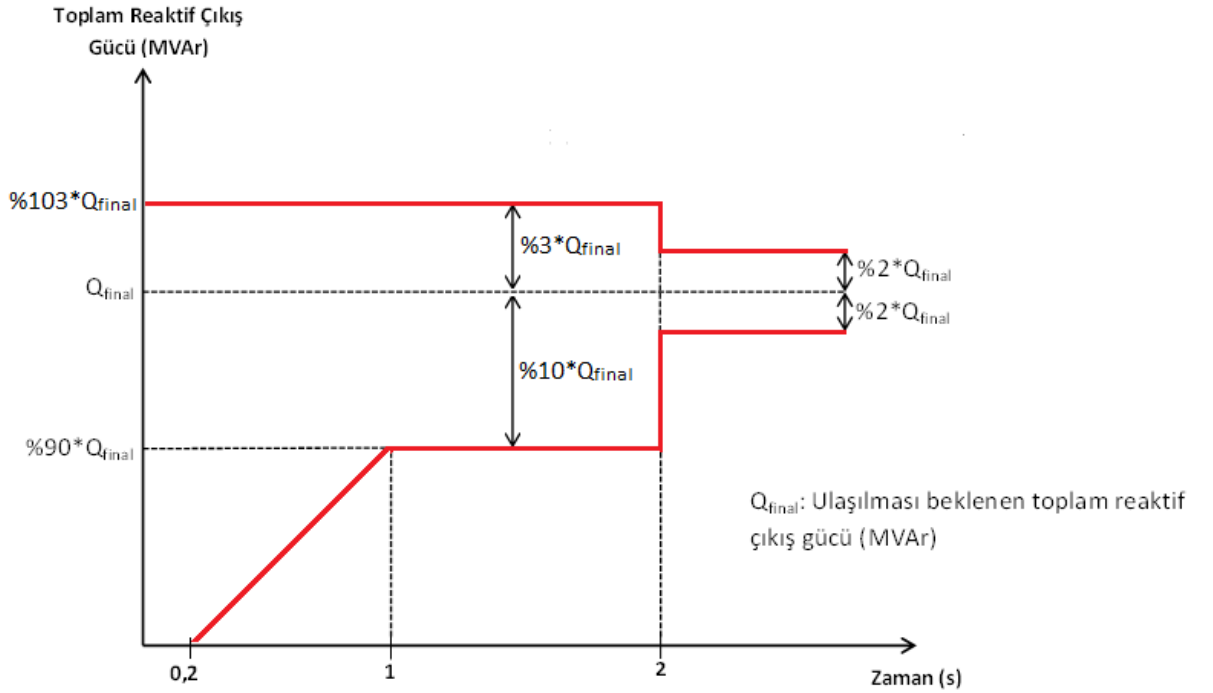 Toplam Reaktif Çıkış
Gücü (MVAr)
%103*Qfinal
%3*Qfinal
%2*Qfinal
Qfinal
%2*Qfinal
%10*Qfinal
%90*Qfinal
Qfinal: Ulaşılması beklenen toplam reaktif
çıkış gücü (MVAr)
0,2
1
2
Zaman (s)